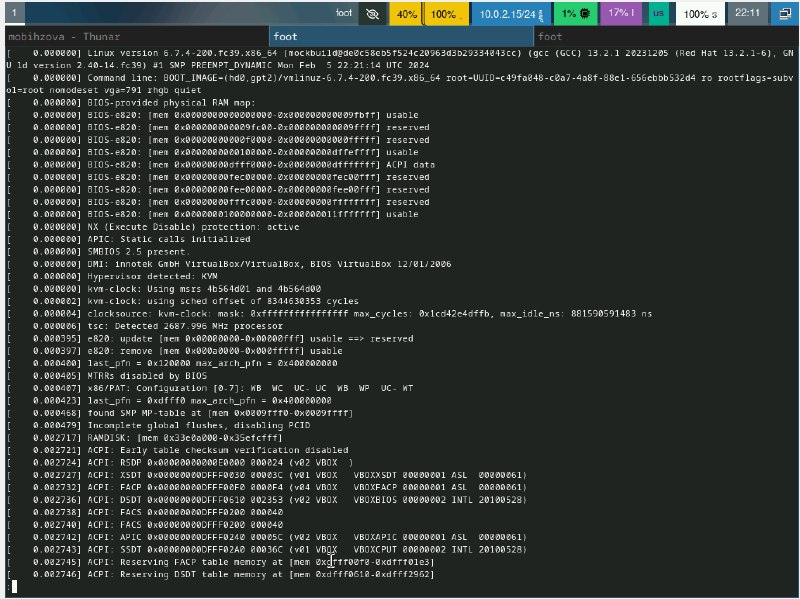 1 foot 40% 100% 10.0.2.15/24 1% 17% us 100% 22:11
mobihzova - Thunar foot foot
[    0.000000] Linux version 6.7.4-200.fc39.x86_64 (mockbuild@de0c58eb5f524c20963d3b29334043cc) (gcc (GCC) 13.2.1 20231205 (Red Hat 13.2.1-6), GN
U ld version 2.40-14.fc39) #1 SMP PREEMPT_DYNAMIC Mon Feb  5 22:21:14 UTC 2024
[    0.000000] Command line: BOOT_IMAGE=(hd0,gpt2)/vmlinuz-6.7.4-200.fc39.x86_64 root=UUID=c49fa048-c0a7-4a8f-88e1-656ebbb532d4 ro rootflags=subv
ol=root nomodeset vga=791 rhgb quiet
[    0.000000] BIOS-provided physical RAM map:
[    0.000000] BIOS-e820: [mem 0x0000000000000000-0x000000000009fbff] usable
[    0.000000] BIOS-e820: [mem 0x000000000009fc00-0x000000000009ffff] reserved
[    0.000000] BIOS-e820: [mem 0x00000000000f0000-0x00000000000fffff] reserved
[    0.000000] BIOS-e820: [mem 0x0000000000100000-0x00000000dffeffff] usable
[    0.000000] BIOS-e820: [mem 0x00000000dfff0000-0x00000000dfffffff] ACPI data
[    0.000000] BIOS-e820: [mem 0x00000000fec00000-0x00000000fec00fff] reserved
[    0.000000] BIOS-e820: [mem 0x00000000fee00000-0x00000000fee00fff] reserved
[    0.000000] BIOS-e820: [mem 0x00000000fffc0000-0x00000000ffffffff] reserved
[    0.000000] BIOS-e820: [mem 0x0000000100000000-0x000000011fffffff] usable
[    0.000000] NX (Execute Disable) protection: active
[    0.000000] APIC: Static calls initialized
[    0.000000] SMBIOS 2.5 present.
[    0.000000] DMI: innotek GmbH VirtualBox/VirtualBox, BIOS VirtualBox 12/01/2006
[    0.000000] Hypervisor detected: KVM
[    0.000000] kvm-clock: Using msrs 4b564d01 and 4b564d00
[    0.000002] kvm-clock: using sched offset of 8344630353 cycles
[    0.000004] clocksource: kvm-clock: mask: 0xffffffffffffffff max_cycles: 0x1cd42e4dffb, max_idle_ns: 881590591483 ns
[    0.000006] tsc: Detected 2687.996 MHz processor
[    0.000395] e820: update [mem 0x00000000-0x00000fff] usable ==> reserved
[    0.000397] e820: remove [mem 0x000a0000-0x000fffff] usable
[    0.000400] last_pfn = 0x120000 max_arch_pfn = 0x400000000
[    0.000405] MTRRs disabled by BIOS
[    0.000407] x86/PAT: Configuration [0-7]: WB  WC  UC- UC  WB  WP  UC- WT
[    0.000423] last_pfn = 0xdfff0 max_arch_pfn = 0x400000000
[    0.000468] found SMP MP-table at [mem 0x0009fff0-0x0009ffff]
[    0.000479] Incomplete global flushes, disabling PCID
[    0.002717] RAMDISK: [mem 0x33e0a000-0x35efcfff]
[    0.002721] ACPI: Early table checksum verification disabled
[    0.002724] ACPI: RSDP 0x00000000000E0000 000024 (v02 VBOX  )
[    0.002727] ACPI: XSDT 0x00000000DFFF0030 00003C (v01 VBOX   VBOXXSDT 00000001 ASL  00000061)
[    0.002732] ACPI: FACP 0x00000000DFFF00F0 0000F4 (v04 VBOX   VBOXFACP 00000001 ASL  00000061)
[    0.002736] ACPI: DSDT 0x00000000DFFF0610 002353 (v02 VBOX   VBOXBIOS 00000002 INTL 20100528)
[    0.002738] ACPI: FACS 0x00000000DFFF0200 000040
[    0.002740] ACPI: FACS 0x00000000DFFF0200 000040
[    0.002742] ACPI: APIC 0x00000000DFFF0240 00005C (v02 VBOX   VBOXAPIC 00000001 ASL  00000061)
[    0.002743] ACPI: SSDT 0x00000000DFFF02A0 00036C (v01 VBOX   VBOXCPUT 00000002 INTL 20100528)
[    0.002745] ACPI: Reserving FACP table memory at [mem 0xdfff00f0-0xdfff01e3]
[    0.002746] ACPI: Reserving DSDT table memory at [mem 0xdfff0610-0xdfff2962]
: